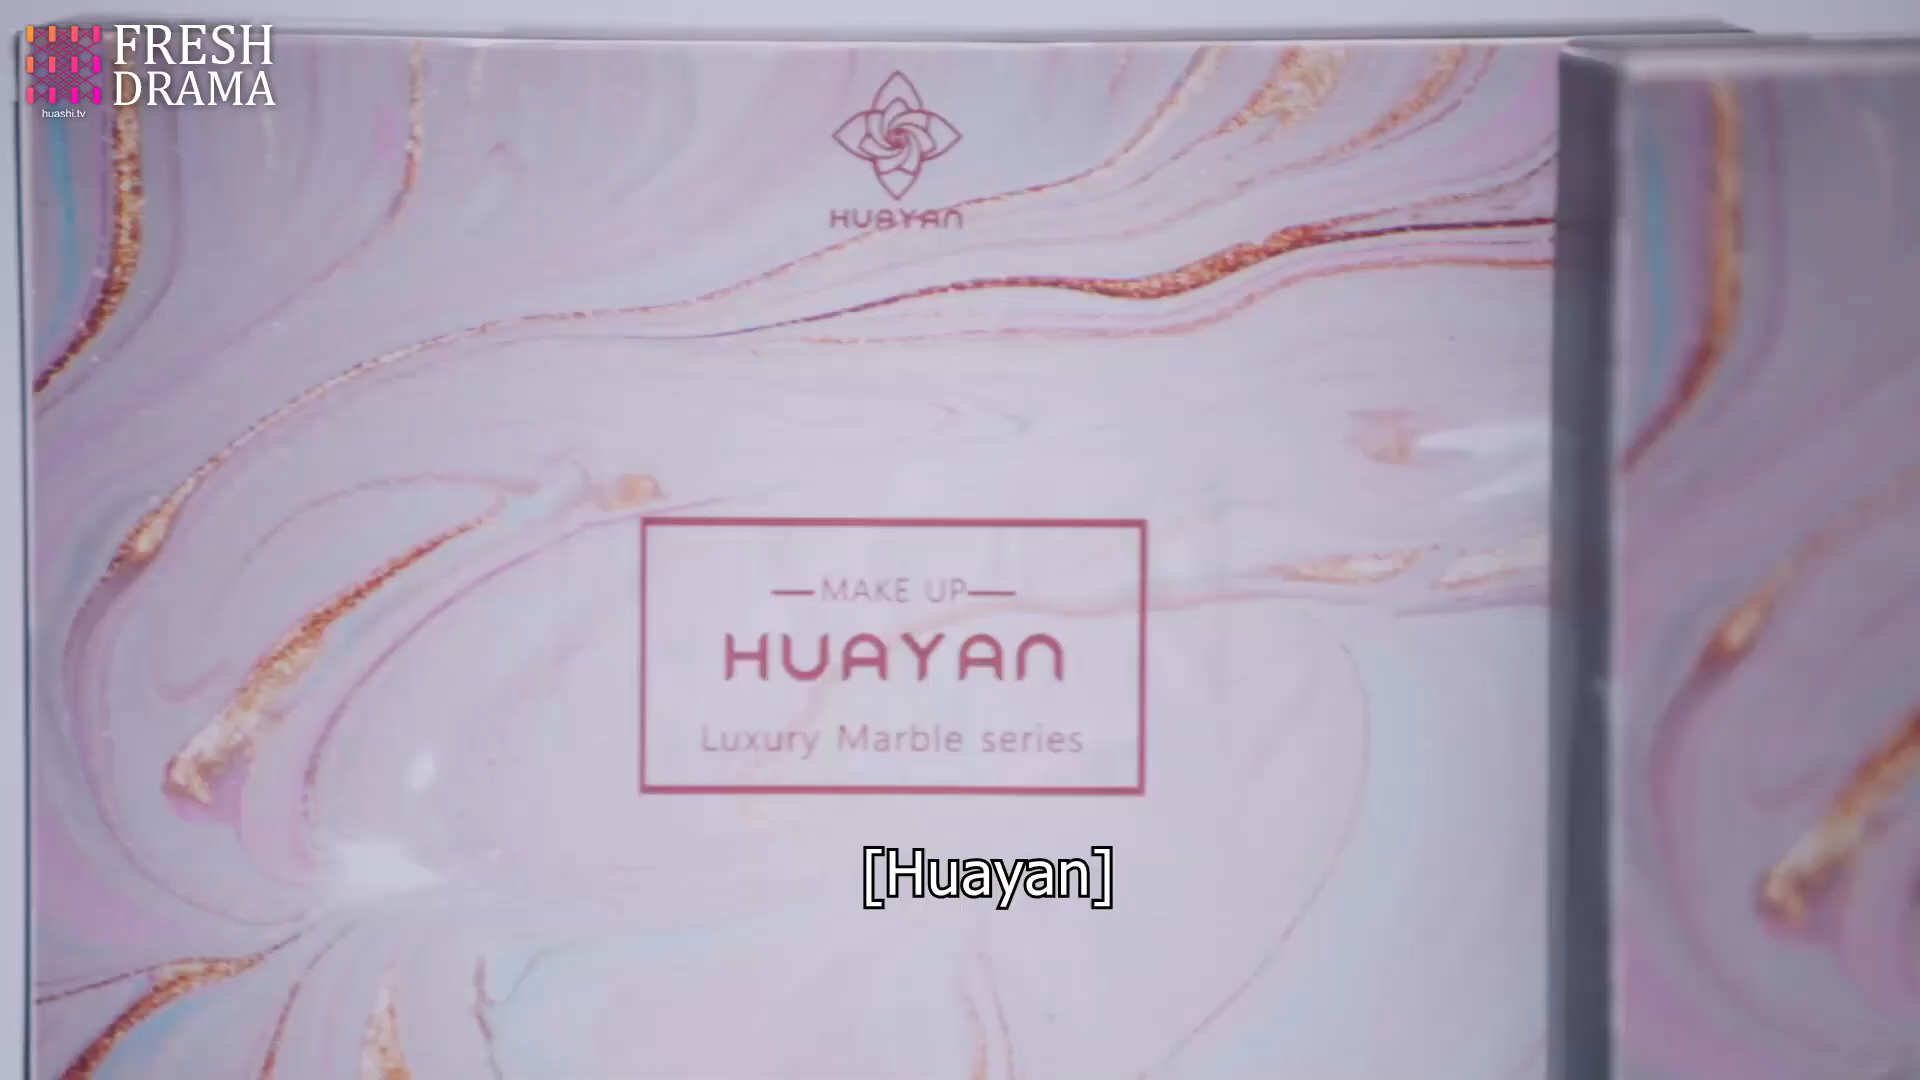 FRESH
DRAMA
huashi.tv
HUAYAN
MAKE UP
HUAYAN
Luxury Marble series
[Huayan]